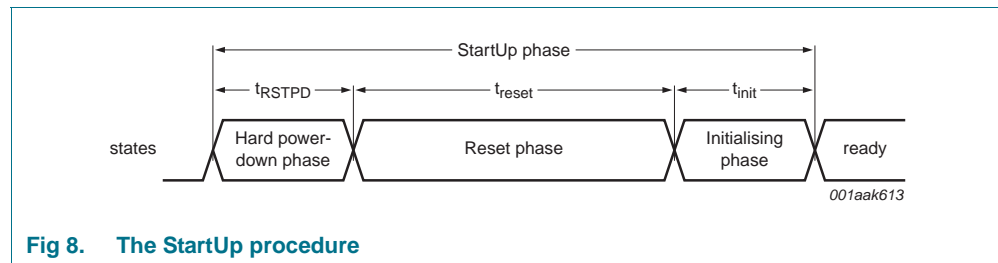 StartUp phase
tRSTPD
treset
tinit
states
Hard power-
down phase
Reset phase
Initialising
phase
ready
001aak613
Fig 8. The StartUp procedure